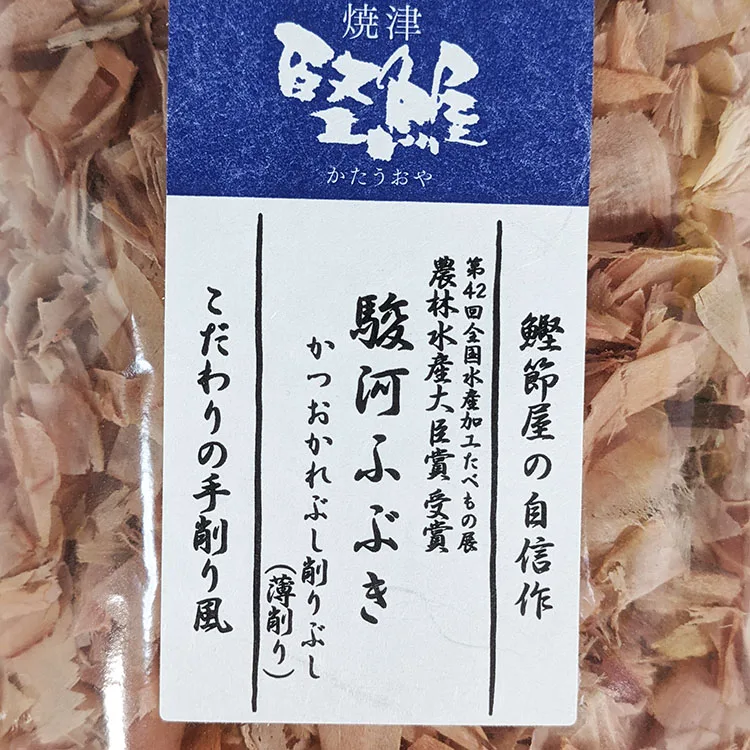 焼津
堅魚屋
かたうおや
鰹節屋の自信作
第42回全国水産加工たべもの展
農林水産大臣賞受賞
駿河ふぶき
かつおかれぶし削りぶし
(薄削り)
こだわりの手削り風